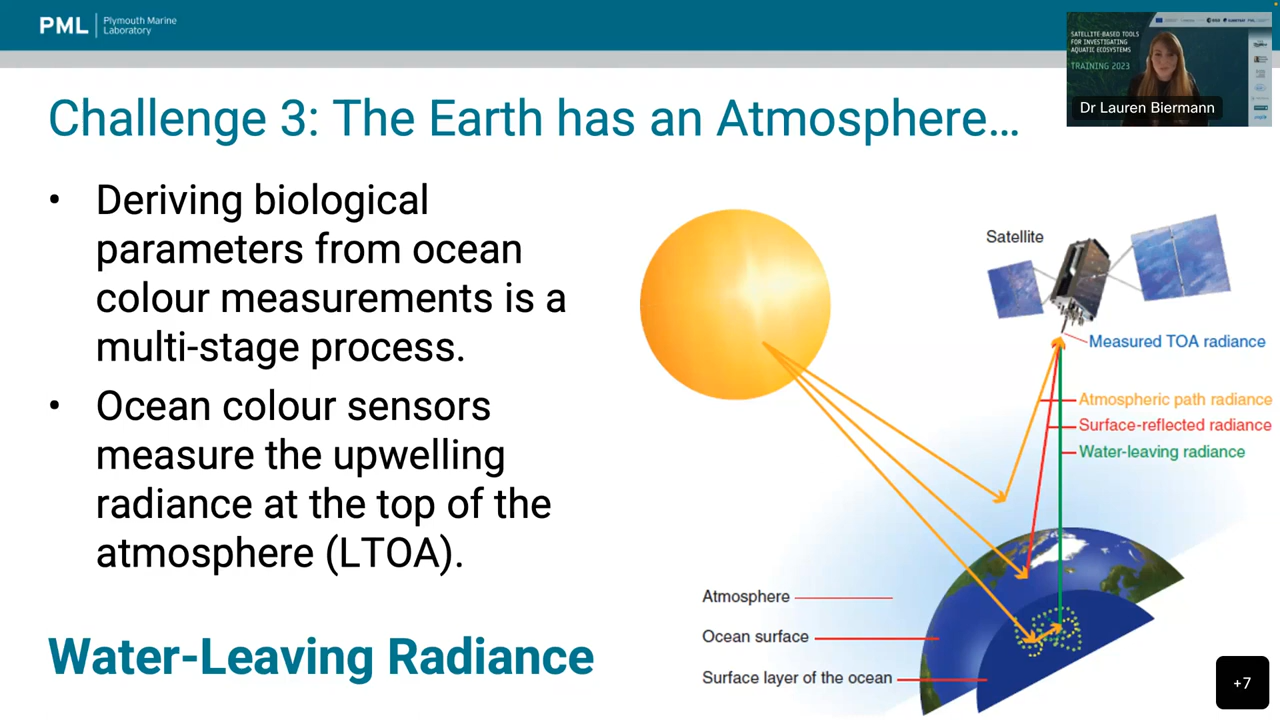 PML | Plymouth Marine
Laboratory
SATELLITE-BASED TOOLS
FOR INVESTIGATING
AQUATIC ECOSYSTEMS
TRAINING 2023
Dr Lauren Biermann
Challenge 3: The Earth has an Atmosphere…
• Deriving biological
parameters from ocean
colour measurements is a
multi-stage process.
• Ocean colour sensors
measure the upwelling
radiance at the top of the
atmosphere (LTOA).
Water-Leaving Radiance
Satellite
Measured TOA radiance
Atmospheric path radiance
Surface-reflected radiance
Water-leaving radiance
Atmosphere
Ocean surface
Surface layer of the ocean
+7